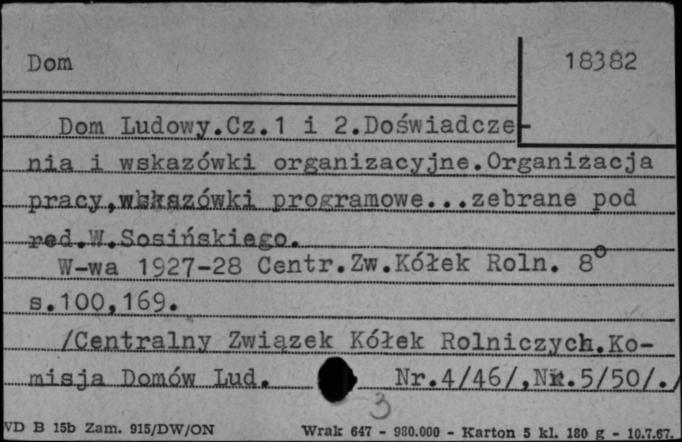 Dom
18382
Dom Ludowy.Cz.1 i 2.Doświadcze-
nia i wskazówki organizacyjne.Organizacja
pracy,wskazówki programowe...zebrane pod
red.W.Sosińskiego.
W-wa 1927-28 Centr.Zw.Kółek Roln. 8°
s.100,169.
/Centralny Związek Kółek Rolniczych.Ko-
misja Domów Lud. Nr.4/46/,Nr.5/50/./
3
VD B 15b Zam. 915/DW/ON Wrak 647 - 980.000 - Karton 5 kl. 180 g - 10.7.67.